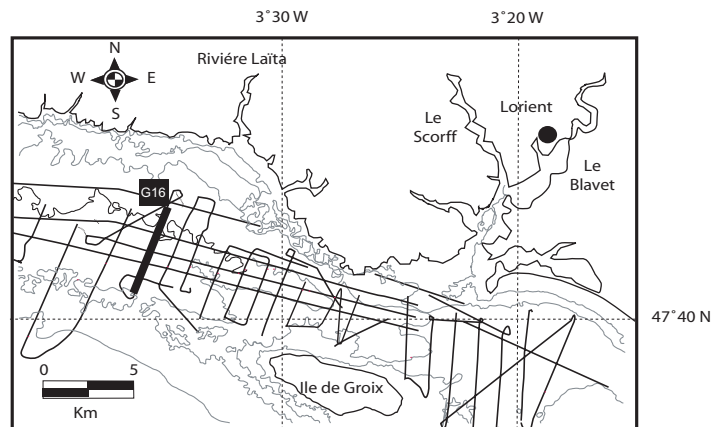 3˚30 W
3˚20 W
N
W E
S
Riviére Laïta
Le
Scorff
Lorient
Le
Blavet
G16
47˚40 N
0 5
Km
Ile de Groix